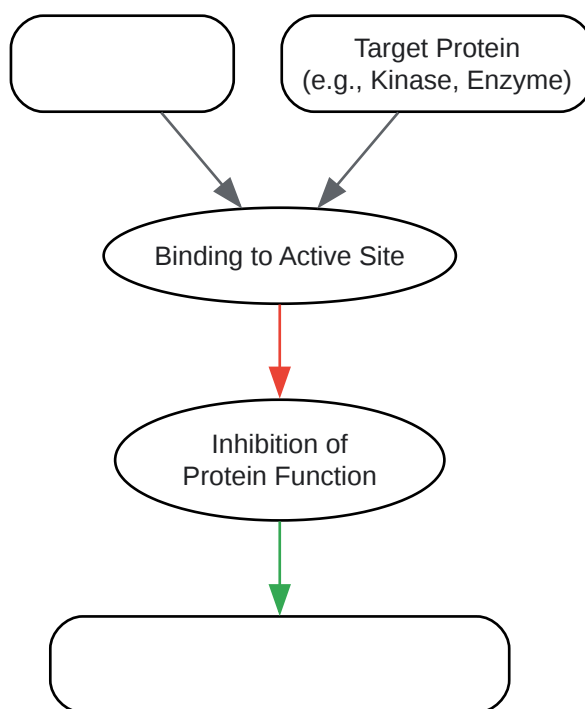 Target Protein
(e.g., Kinase, Enzyme)
Binding to Active Site
Inhibition of
Protein Function